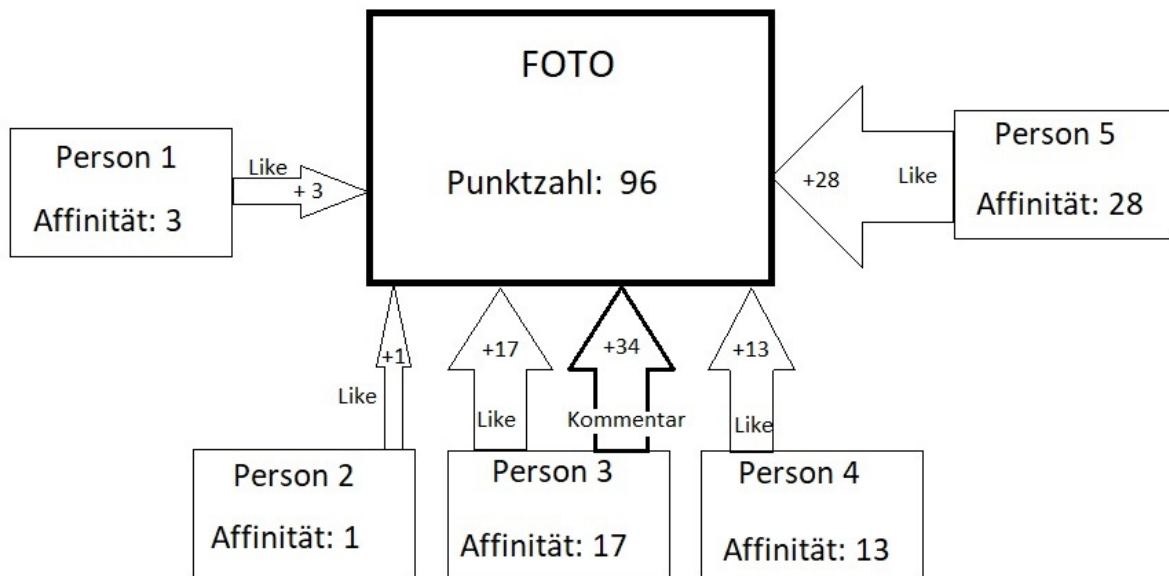 FOTO
Punktzahl: 96
Person 1
Affinität: 3
Like
+ 3
Person 5
Affinität: 28
Like
+28
+1
Like
+17
Like
+34
Kommentar
+13
Like
Person 2
Affinität: 1
Person 3
Affinität: 17
Person 4
Affinität: 13